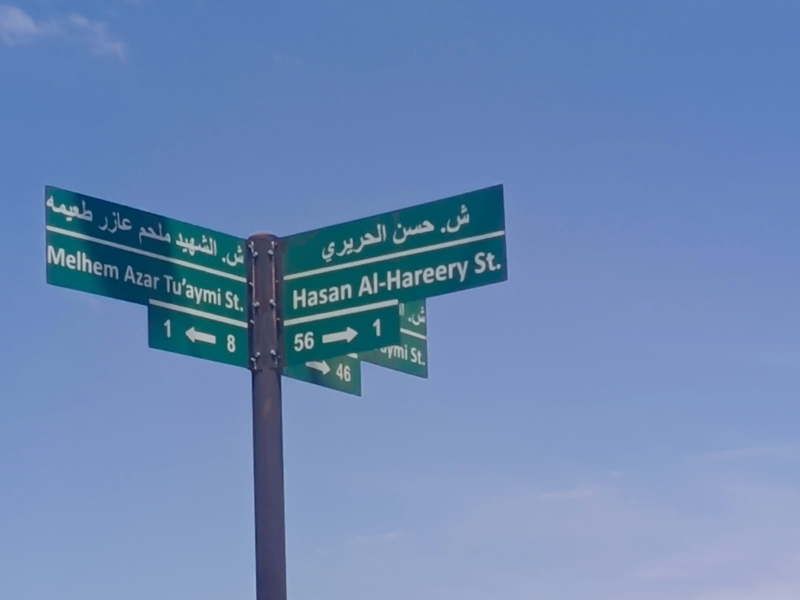 ش. الشهيد ملحم عازر طعيمه
Melhem Azar Tu'aymi St.
1 ← 8
ش. حسن الحريري
Hasan Al-Hareery St.
56 → 1
ش.
St.
→ 46